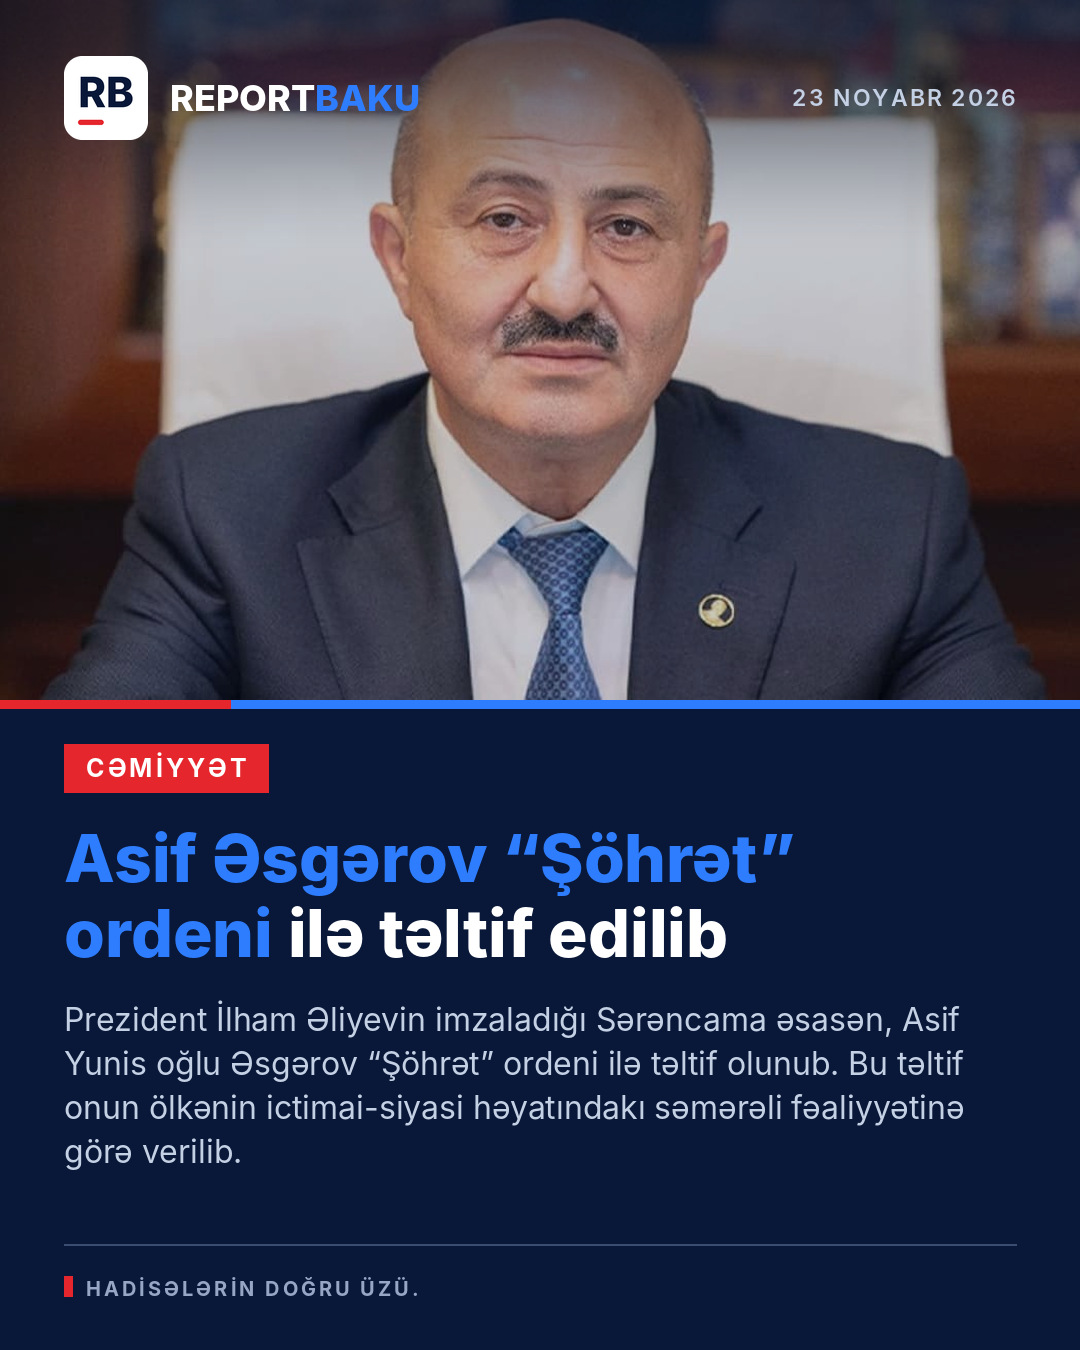 RB
REPORTBAKU
23 NOYABR 2026
CƏMİYYƏT
Asif Əsgərov “Şöhrət”
ordeni ilə təltif edilib
Prezident İlham Əliyevin imzaladığı Sərəncama əsasən, Asif
Yunis oğlu Əsgərov “Şöhrət” ordeni ilə təltif olunub. Bu təltif
onun ölkənin ictimai-siyasi həyatındakı səmərəli fəaliyyətinə
görə verilib.
HADİSƏLƏRİN DOĞRU ÜZÜ.